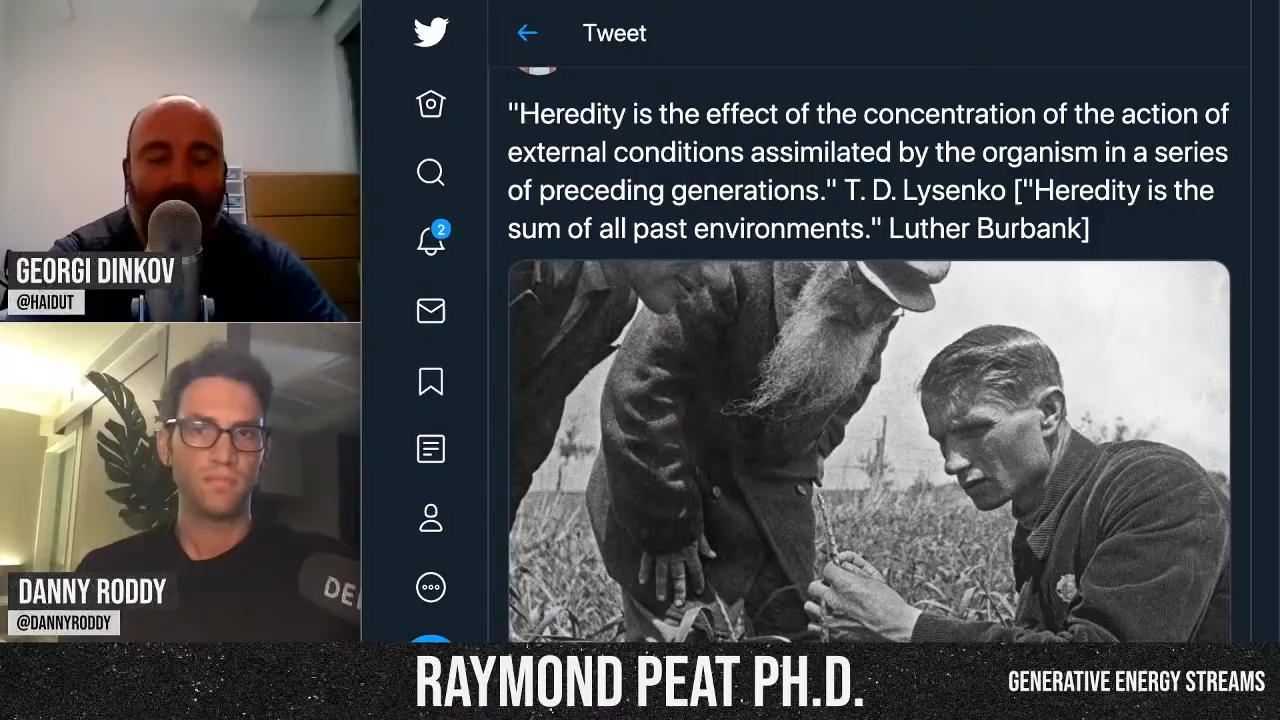 GEORGI DINKOV
@HAIDUT
DANNY RODDY
@DANNYRODDY
2
Tweet
"Heredity is the effect of the concentration of the action of
external conditions assimilated by the organism in a series
of preceding generations." T. D. Lysenko ["Heredity is the
sum of all past environments." Luther Burbank]
RAYMOND PEAT PH.D.
GENERATIVE ENERGY STREAMS